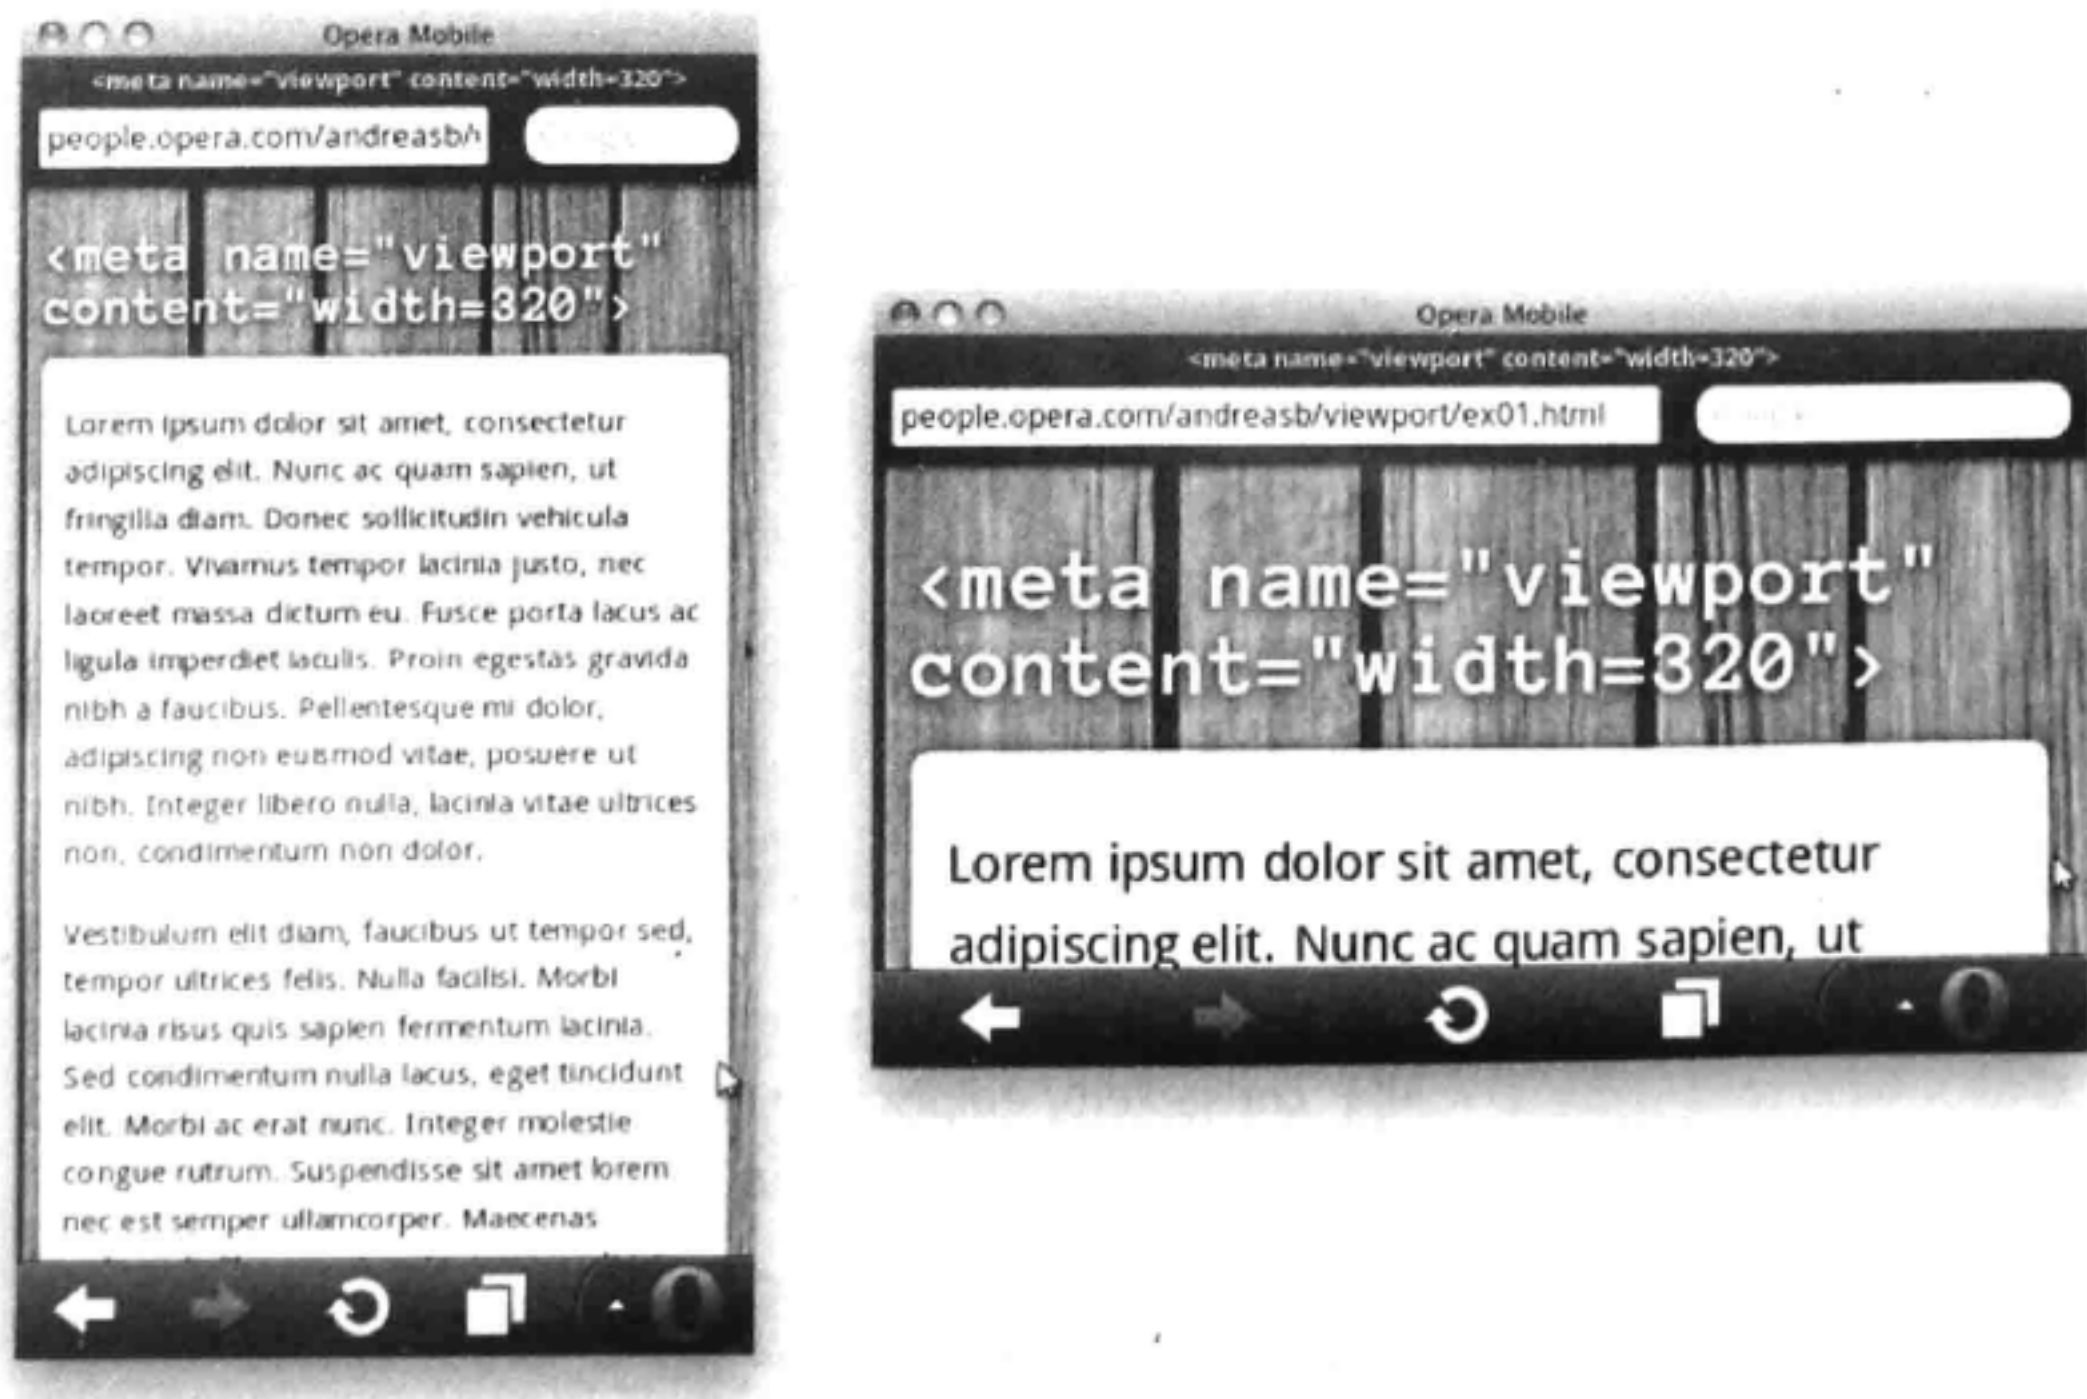 Opera Mobile
<meta name="viewport" content="width=320">
people.opera.com/andreasb/
<meta name="viewport"
content="width=320">
Lorem ipsum dolor sit amet, consectetur
adipiscing elit. Nunc ac quam sapien, ut
fringilla diam. Donec sollicitudin vehicula
tempor. Vivamus tempor lacinia justo, nec
laoreet massa dictum eu. Fusce porta lacus ac
ligula imperdiet iaculis. Proin egestas gravida
nibh a faucibus. Pellentesque mi dolor,
adipiscing non euismod vitae, posuere ut
nibh. Integer libero nulla, lacinia vitae ultrices
non, condimentum non dolor.
Vestibulum elit diam, faucibus ut tempor sed,
tempor ultrices felis. Nulla facilisi. Morbi
lacinia risus quis sapien fermentum lacinia.
Sed condimentum nulla lacus, eget tincidunt
elit. Morbi ac erat nunc. Integer molestie
congue rutrum. Suspendisse sit amet lorem
nec est semper ullamcorper. Maecenas
Opera Mobile
<meta name="viewport" content="width=320">
people.opera.com/andreasb/viewport/ex01.html
<meta name="viewport"
content="width=320">
Lorem ipsum dolor sit amet, consectetur
adipiscing elit. Nunc ac quam sapien, ut